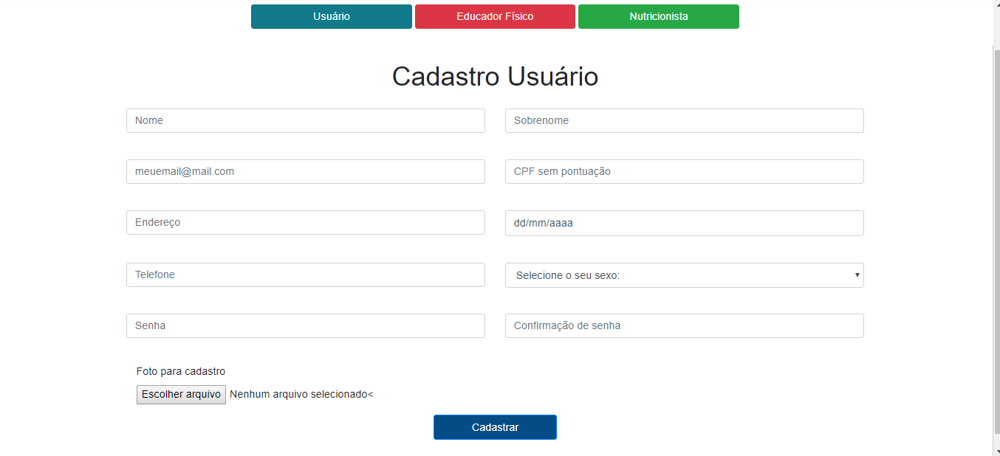 Usuário Educador Físico Nutricionista
Cadastro Usuário
Nome Sobrenome
meuemail@mail.com CPF sem pontuação
Endereço dd/mm/aaaa
Telefone Selecione o seu sexo:
Senha Confirmação de senha
Foto para cadastro
Escolher arquivo Nenhum arquivo selecionado<
Cadastrar